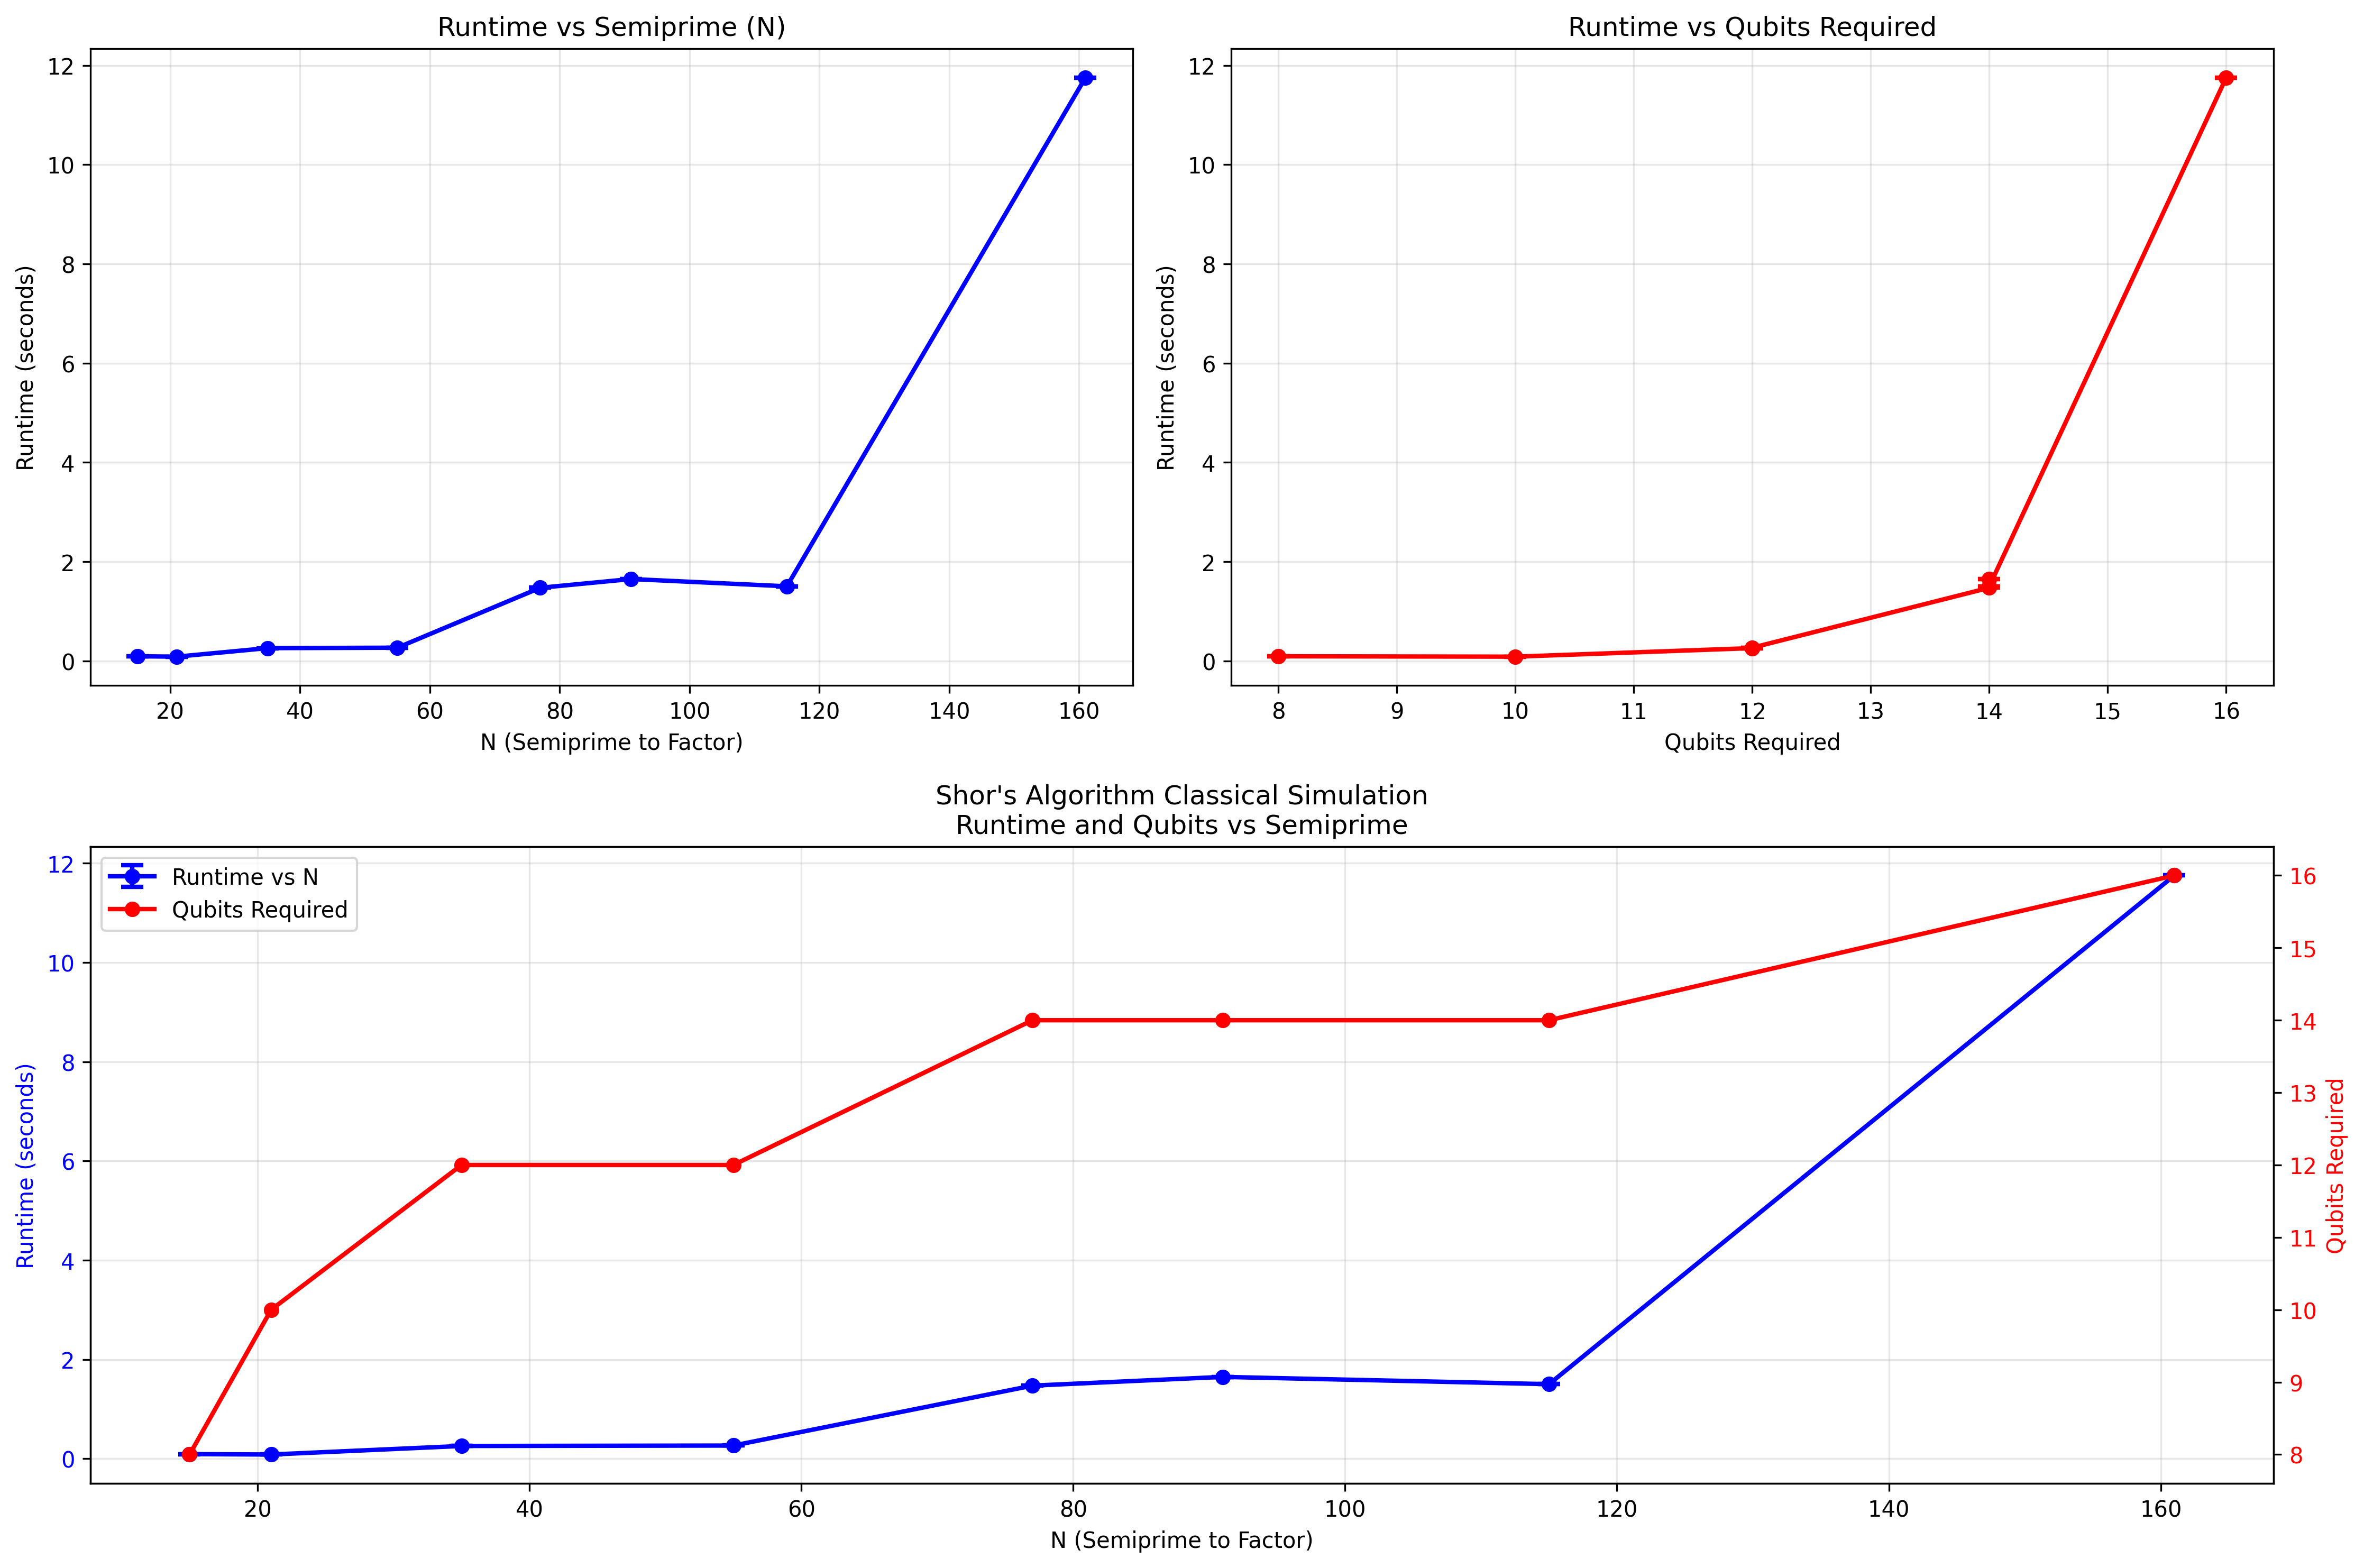 Runtime vs Semiprime (N)
12
10
8
6
4
2
0
Runtime (seconds)
20 40 60 80 100 120 140 160
N (Semiprime to Factor)
Runtime vs Qubits Required
12
10
8
6
4
2
0
Runtime (seconds)
8 9 10 11 12 13 14 15 16
Qubits Required
Shor's Algorithm Classical Simulation
Runtime and Qubits vs Semiprime
Runtime vs N
Qubits Required
12
10
8
6
4
2
0
Runtime (seconds)
16
15
14
13
12
11
10
9
8
Qubits Required
20 40 60 80 100 120 140 160
N (Semiprime to Factor)